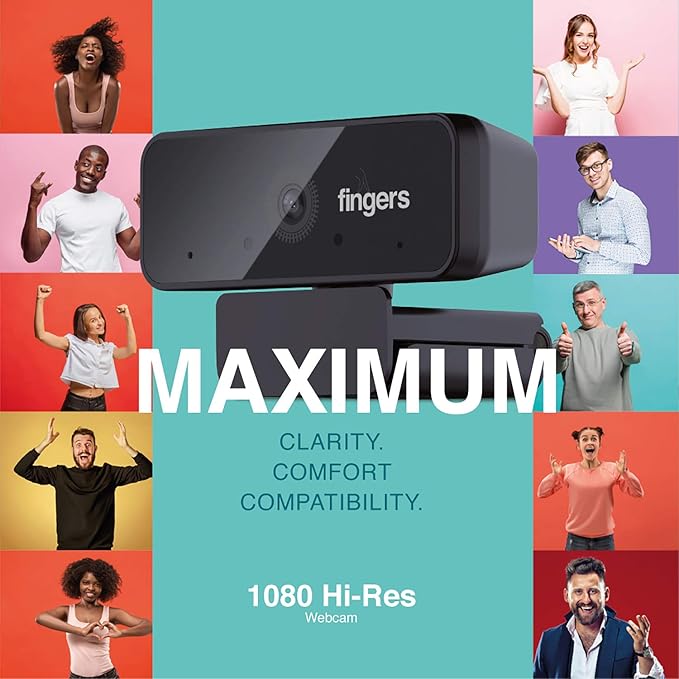 fingers
MAXIMUM
CLARITY.
COMFORT
COMPATIBILITY.
1080 Hi-Res
Webcam